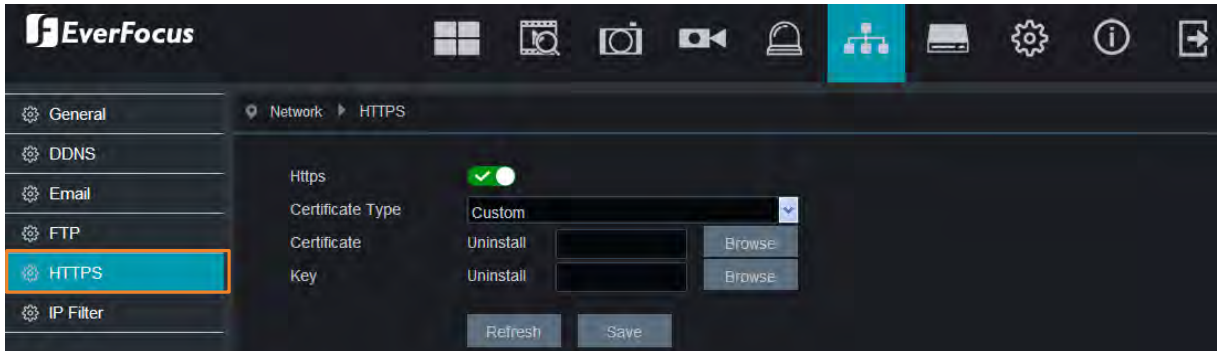 EverFocus
General
DDNS
Email
FTP
HTTPS
IP Filter
Network HTTPS
Https
Certificate Type Custom
Certificate Uninstall Browse
Key Uninstall Browse
Refresh Save